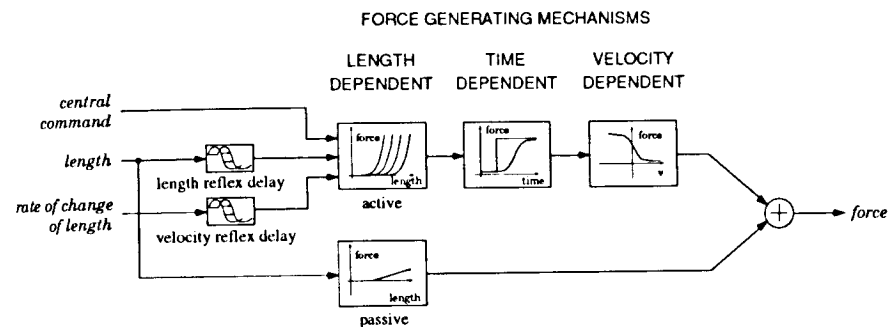 FORCE GENERATING MECHANISMS
LENGTH
DEPENDENT
TIME
DEPENDENT
VELOCITY
DEPENDENT
central
command
length
length reflex delay
rate of change
of length
velocity reflex delay
force
length
active
force
time
force
v
+
force
force
length
passive